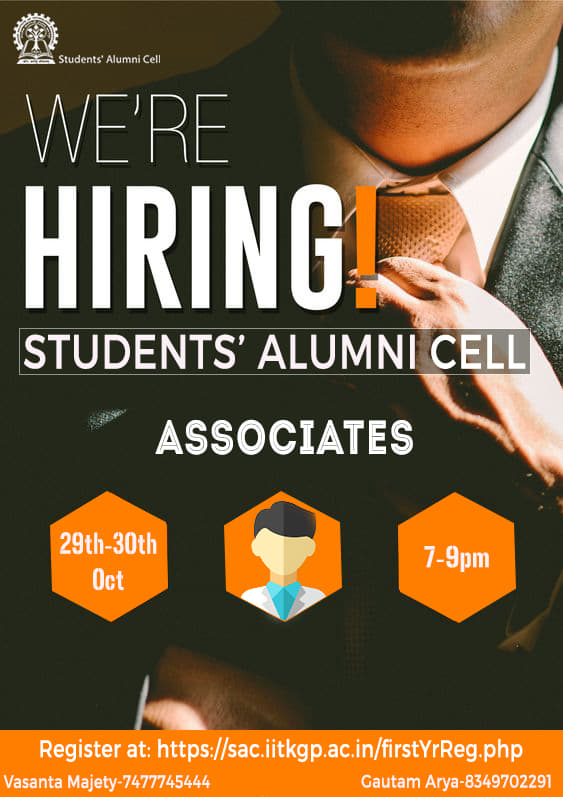 Students' Alumni Cell
WE'RE
HIRING!
STUDENTS' ALUMNI CELL
ASSOCIATES
29th-30th
Oct
7-9pm
Register at: https://sac.iitkgp.ac.in/firstYrReg.php
Vasanta Majety-7477745444
Gautam Arya-8349702291